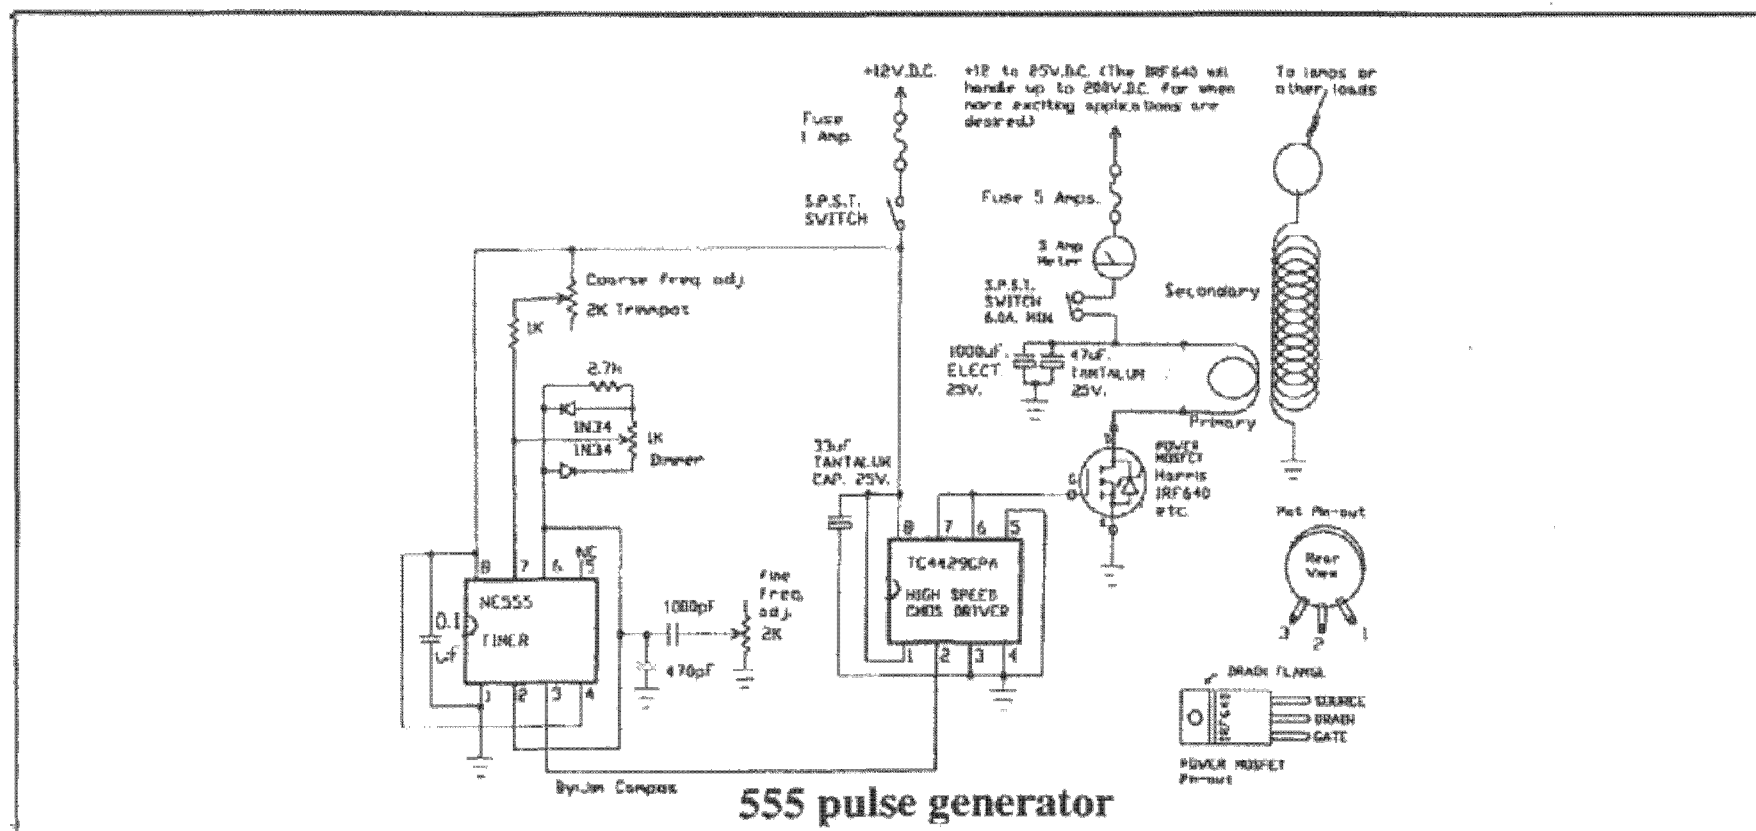 +12V.D.C.
+12 to 25V.D.C. (The IRF640 will
handle up to 200V.D.C. for when
more exciting applications are
desired.)
To lamps or
other loads
Fuse
1 Amp.
S.P.S.T.
SWITCH
Fuse 5 Amps.
5 Amp
Meter
S.P.S.T.
SWITCH
6.0A. MIN
Secondary
Coarse freq adj.
2K Trimpot
1K
1000uF.
ELECT.
25V.
47uF.
TANTALUM
25V.
Primary
2.7k
1N34
1N34
1K
Dimmer
33uF
TANTALUM
CAP. 25V.
G
POWER
MOSFET
Harris
IRF640
etc.
Pot Pin-out
Rear
View
3
2
1
8
7
6
NC
5
NE555
TIMER
0.1
uF
1
2
3
4
1000pF
470pF
Fine
Freq.
adj.
2K
8
7
6
5
TC4429CPA
HIGH SPEED
CMOS DRIVER
1
2
3
4
DRAIN FLANGE
IRF640
SOURCE
DRAIN
GATE
POWER MOSFET
Pin-out
By:Jim Compas
555 pulse generator